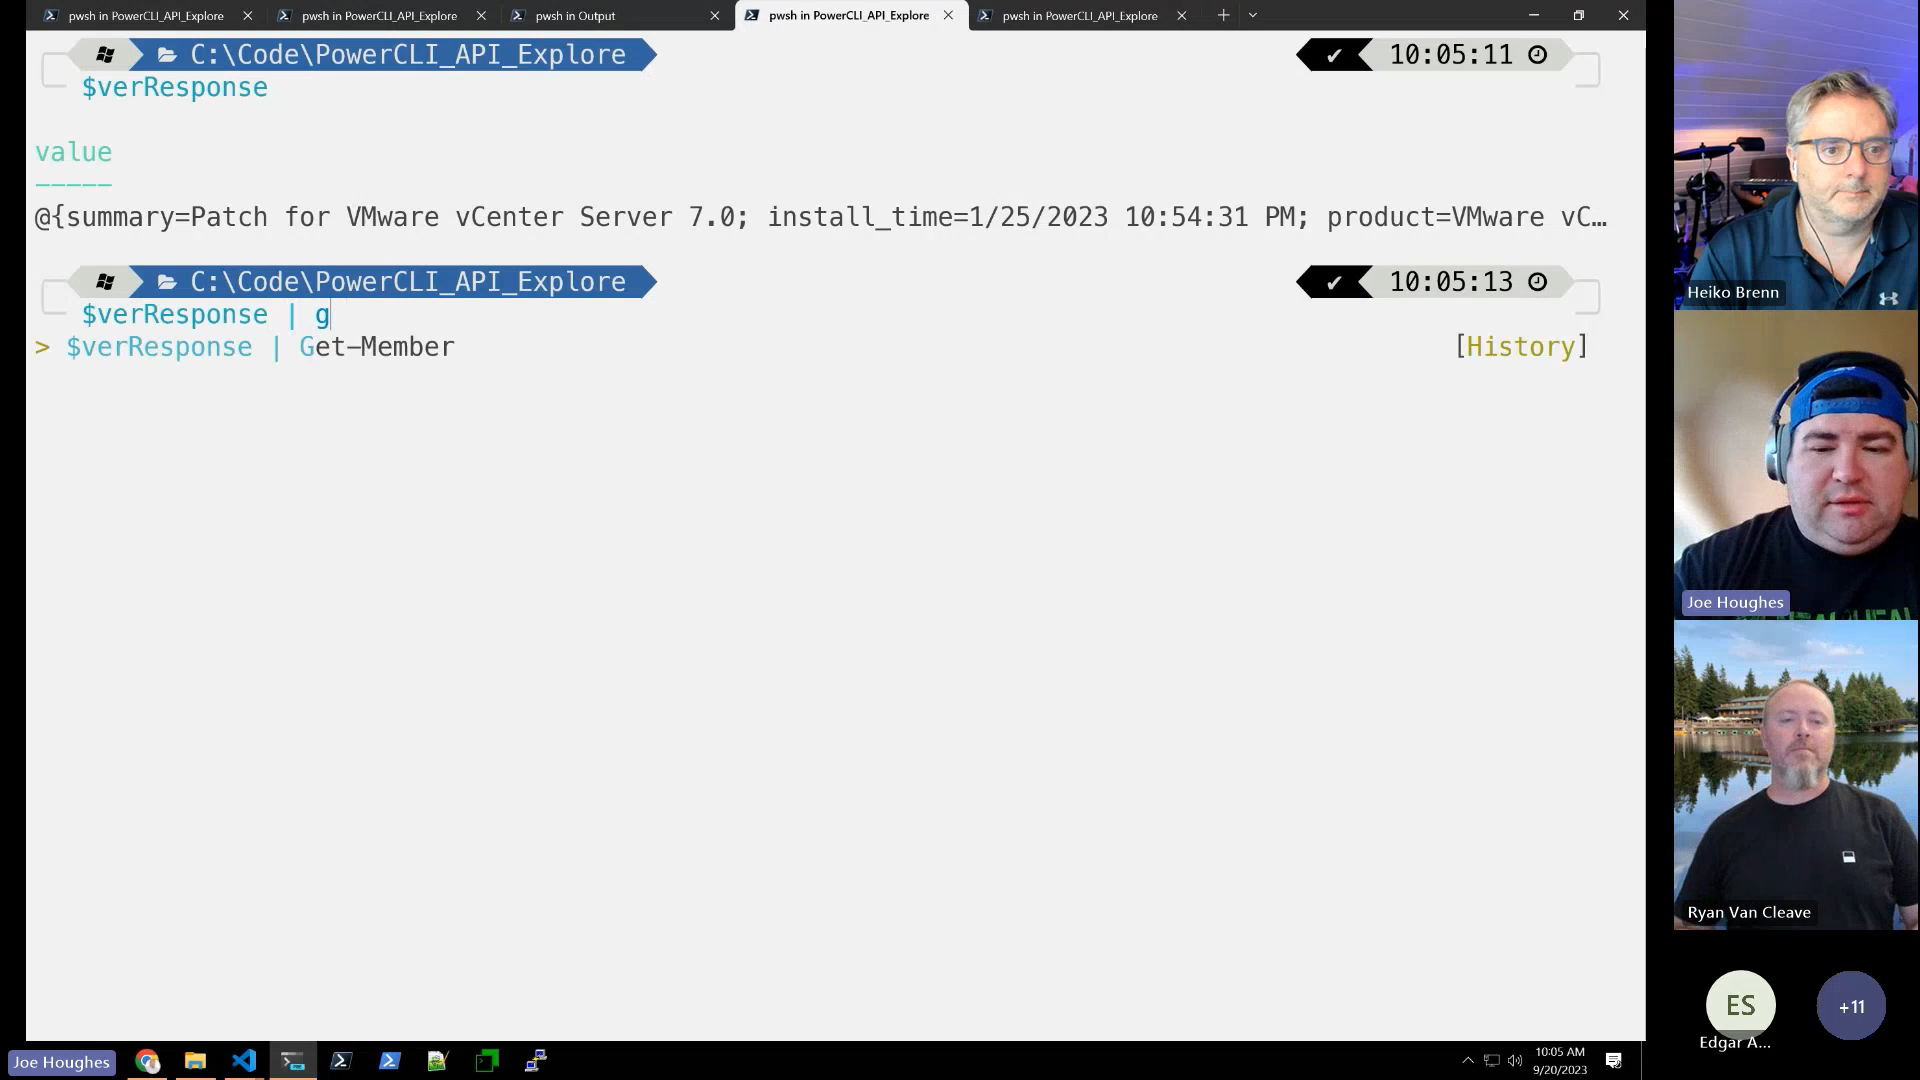 pwsh in PowerCLI_API_Explore
pwsh in PowerCLI_API_Explore
pwsh in Output
pwsh in PowerCLI_API_Explore
pwsh in PowerCLI_API_Explore
C:\Code\PowerCLI_API_Explore
10:05:11
$verResponse
value
-----
@{summary=Patch for VMware vCenter Server 7.0; install_time=1/25/2023 10:54:31 PM; product=VMware vC…
C:\Code\PowerCLI_API_Explore
10:05:13
$verResponse | g
> $verResponse | Get-Member
[History]
Heiko Brenn
Joe Houghes
Ryan Van Cleave
ES
+11
Edgar A...
Joe Houghes
10:05 AM
9/20/2023